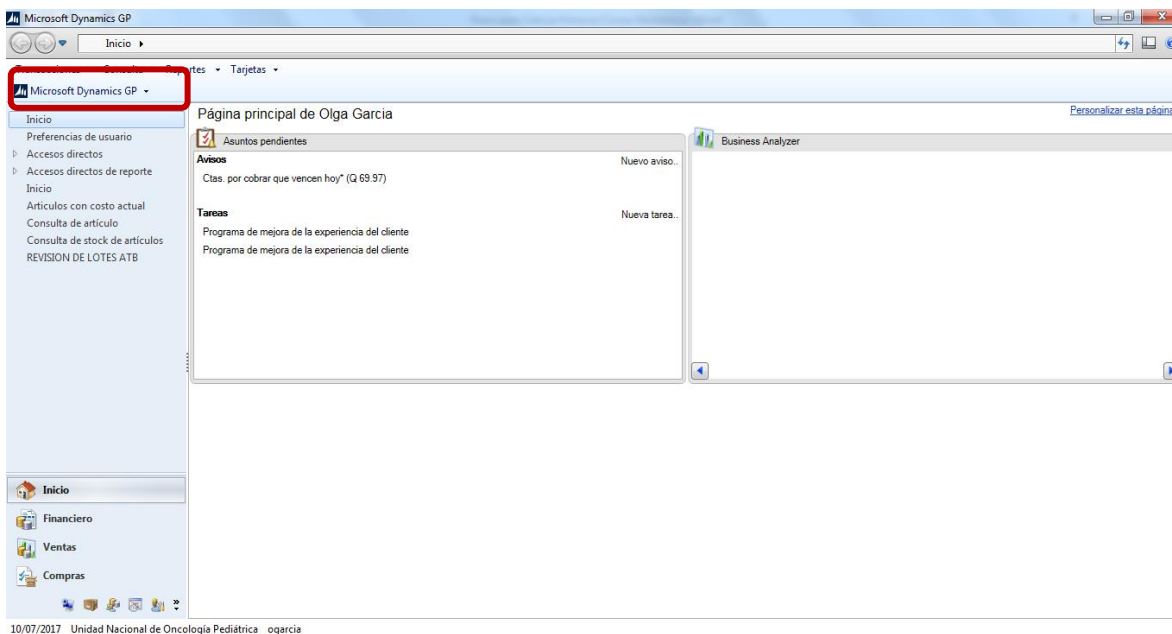 Microsoft Dynamics GP
Inicio
Reportes Tarjetas
Microsoft Dynamics GP
Inicio
Preferencias de usuario
Accesos directos
Accesos directos de reporte
Inicio
Articulos con costo actual
Consulta de artículo
Consulta de stock de artículos
REVISION DE LOTES ATB
Página principal de Olga Garcia
Personalizar esta página
Asuntos pendientes
Avisos
Nuevo aviso..
Ctas. por cobrar que vencen hoy* (Q 69.97)
Tareas
Nueva tarea..
Programa de mejora de la experiencia del cliente
Programa de mejora de la experiencia del cliente
Business Analyzer
Inicio
Financiero
Ventas
Compras
10/07/2017 Unidad Nacional de Oncología Pediátrica ogarcia